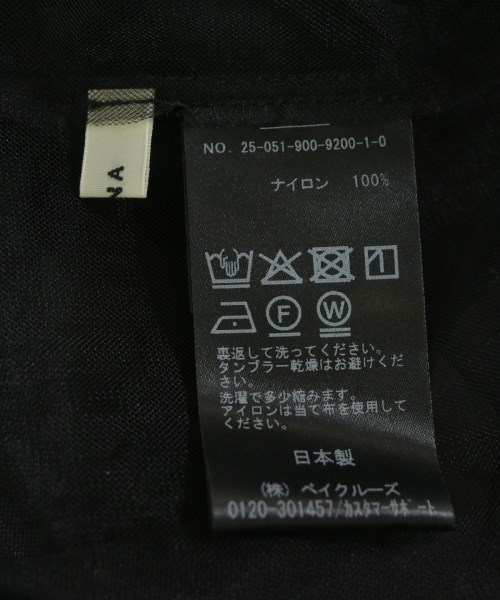 NA
NO. 25-051-900-9200-1-0
ナイロン 100%
F W
裏返して洗ってください。
タンブラー乾燥はお避けくだ
さい。
洗濯で多少縮みます。
アイロンは当て布を使用して
ください。
日本製
(株) ベイクルーズ
0120-301457/カスタマーサポート